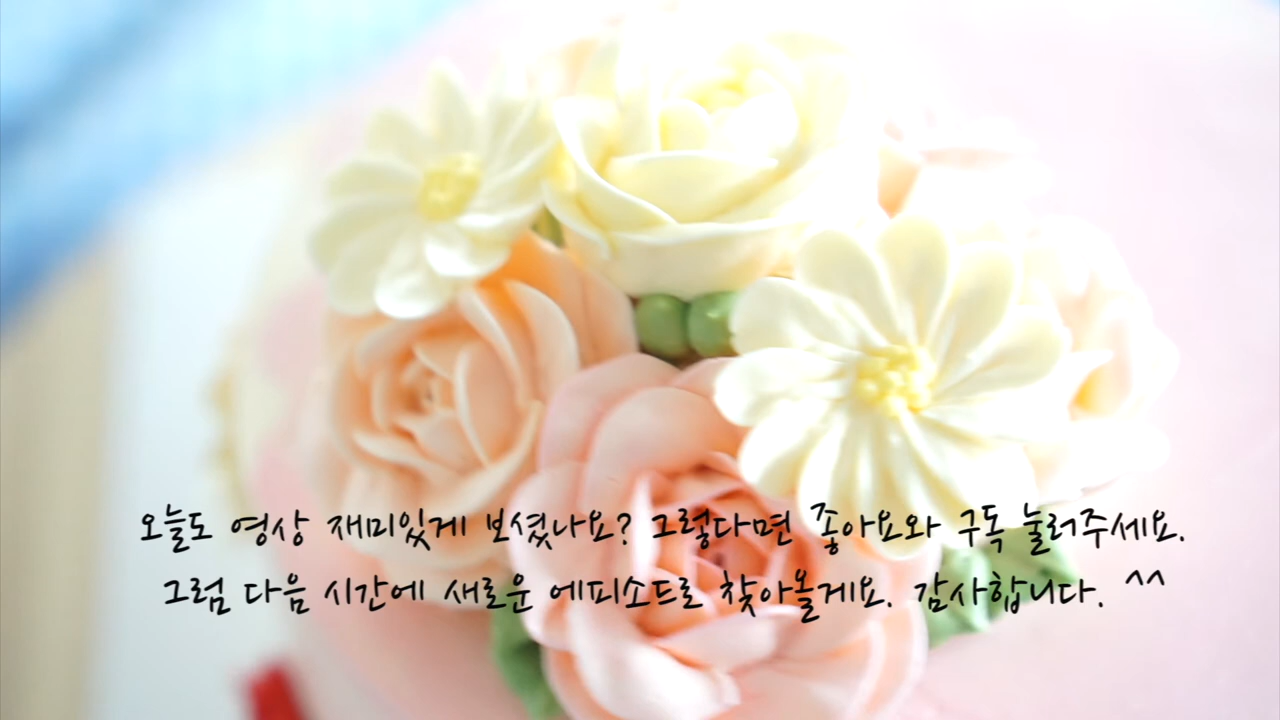 오늘도 영상 재미있게 보셨나요? 그렇다면 좋아요와 구독 눌러주세요.
그럼 다음 시간에 새로운 에피소드로 찾아올게요. 감사합니다. ^^